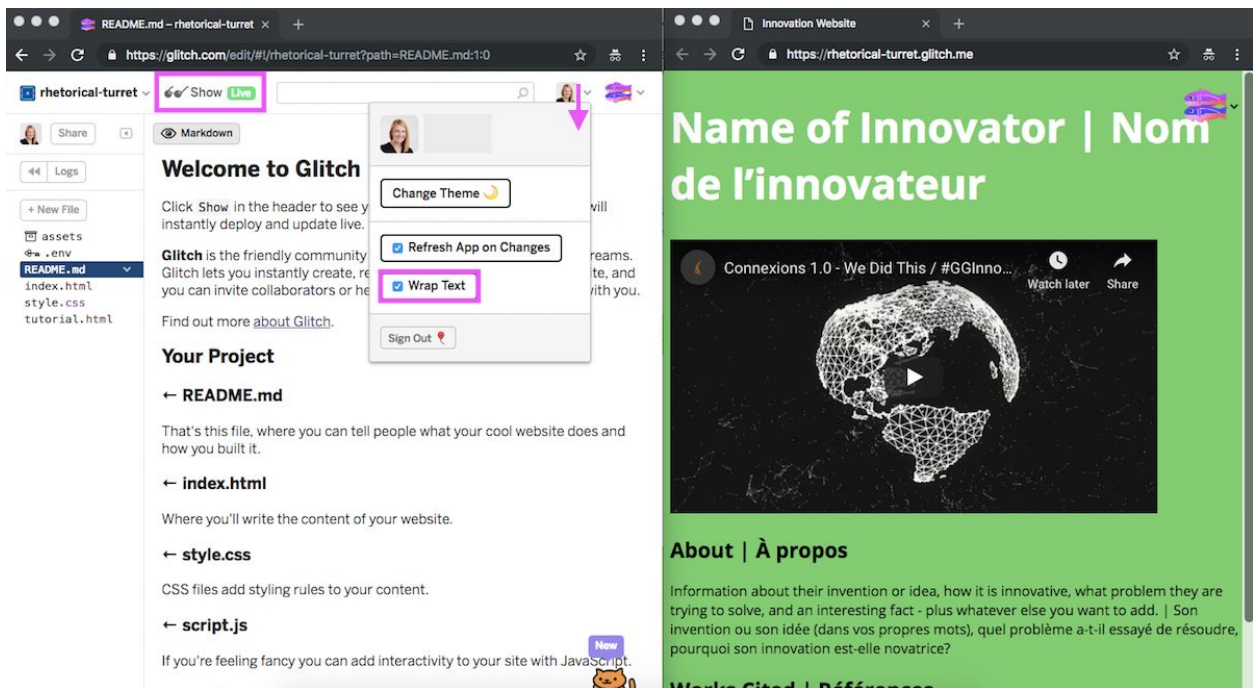 README.md – rhetorical-turret × +
https://glitch.com/edit/#!/rhetorical-turret?path=README.md:1:0
rhetorical-turret
Show Live
Share
Logs
+ New File
assets
.env
README.md
index.html
style.css
tutorial.html
Markdown
Welcome to Glitch
Click Show in the header to see y
will
instantly deploy and update live.
Glitch is the friendly community
reams.
Glitch lets you instantly create, re
te, and
you can invite collaborators or he
with you.
Find out more about Glitch.
Your Project
← README.md
That's this file, where you can tell people what your cool website does and
how you built it.
← index.html
Where you'll write the content of your website.
← style.css
CSS files add styling rules to your content.
← script.js
If you're feeling fancy you can add interactivity to your site with JavaScript.
New
Change Theme
Refresh App on Changes
Wrap Text
Sign Out
Innovation Website × +
https://rhetorical-turret.glitch.me
Name of Innovator | Nom
de l’innovateur
Connexions 1.0 - We Did This / #GGInno...
Watch later
Share
About | À propos
Information about their invention or idea, how it is innovative, what problem they are
trying to solve, and an interesting fact - plus whatever else you want to add. | Son
invention ou son idée (dans vos propres mots), quel problème a-t-il essayé de résoudre,
pourquoi son innovation est-elle novatrice?
Works Cited | Références